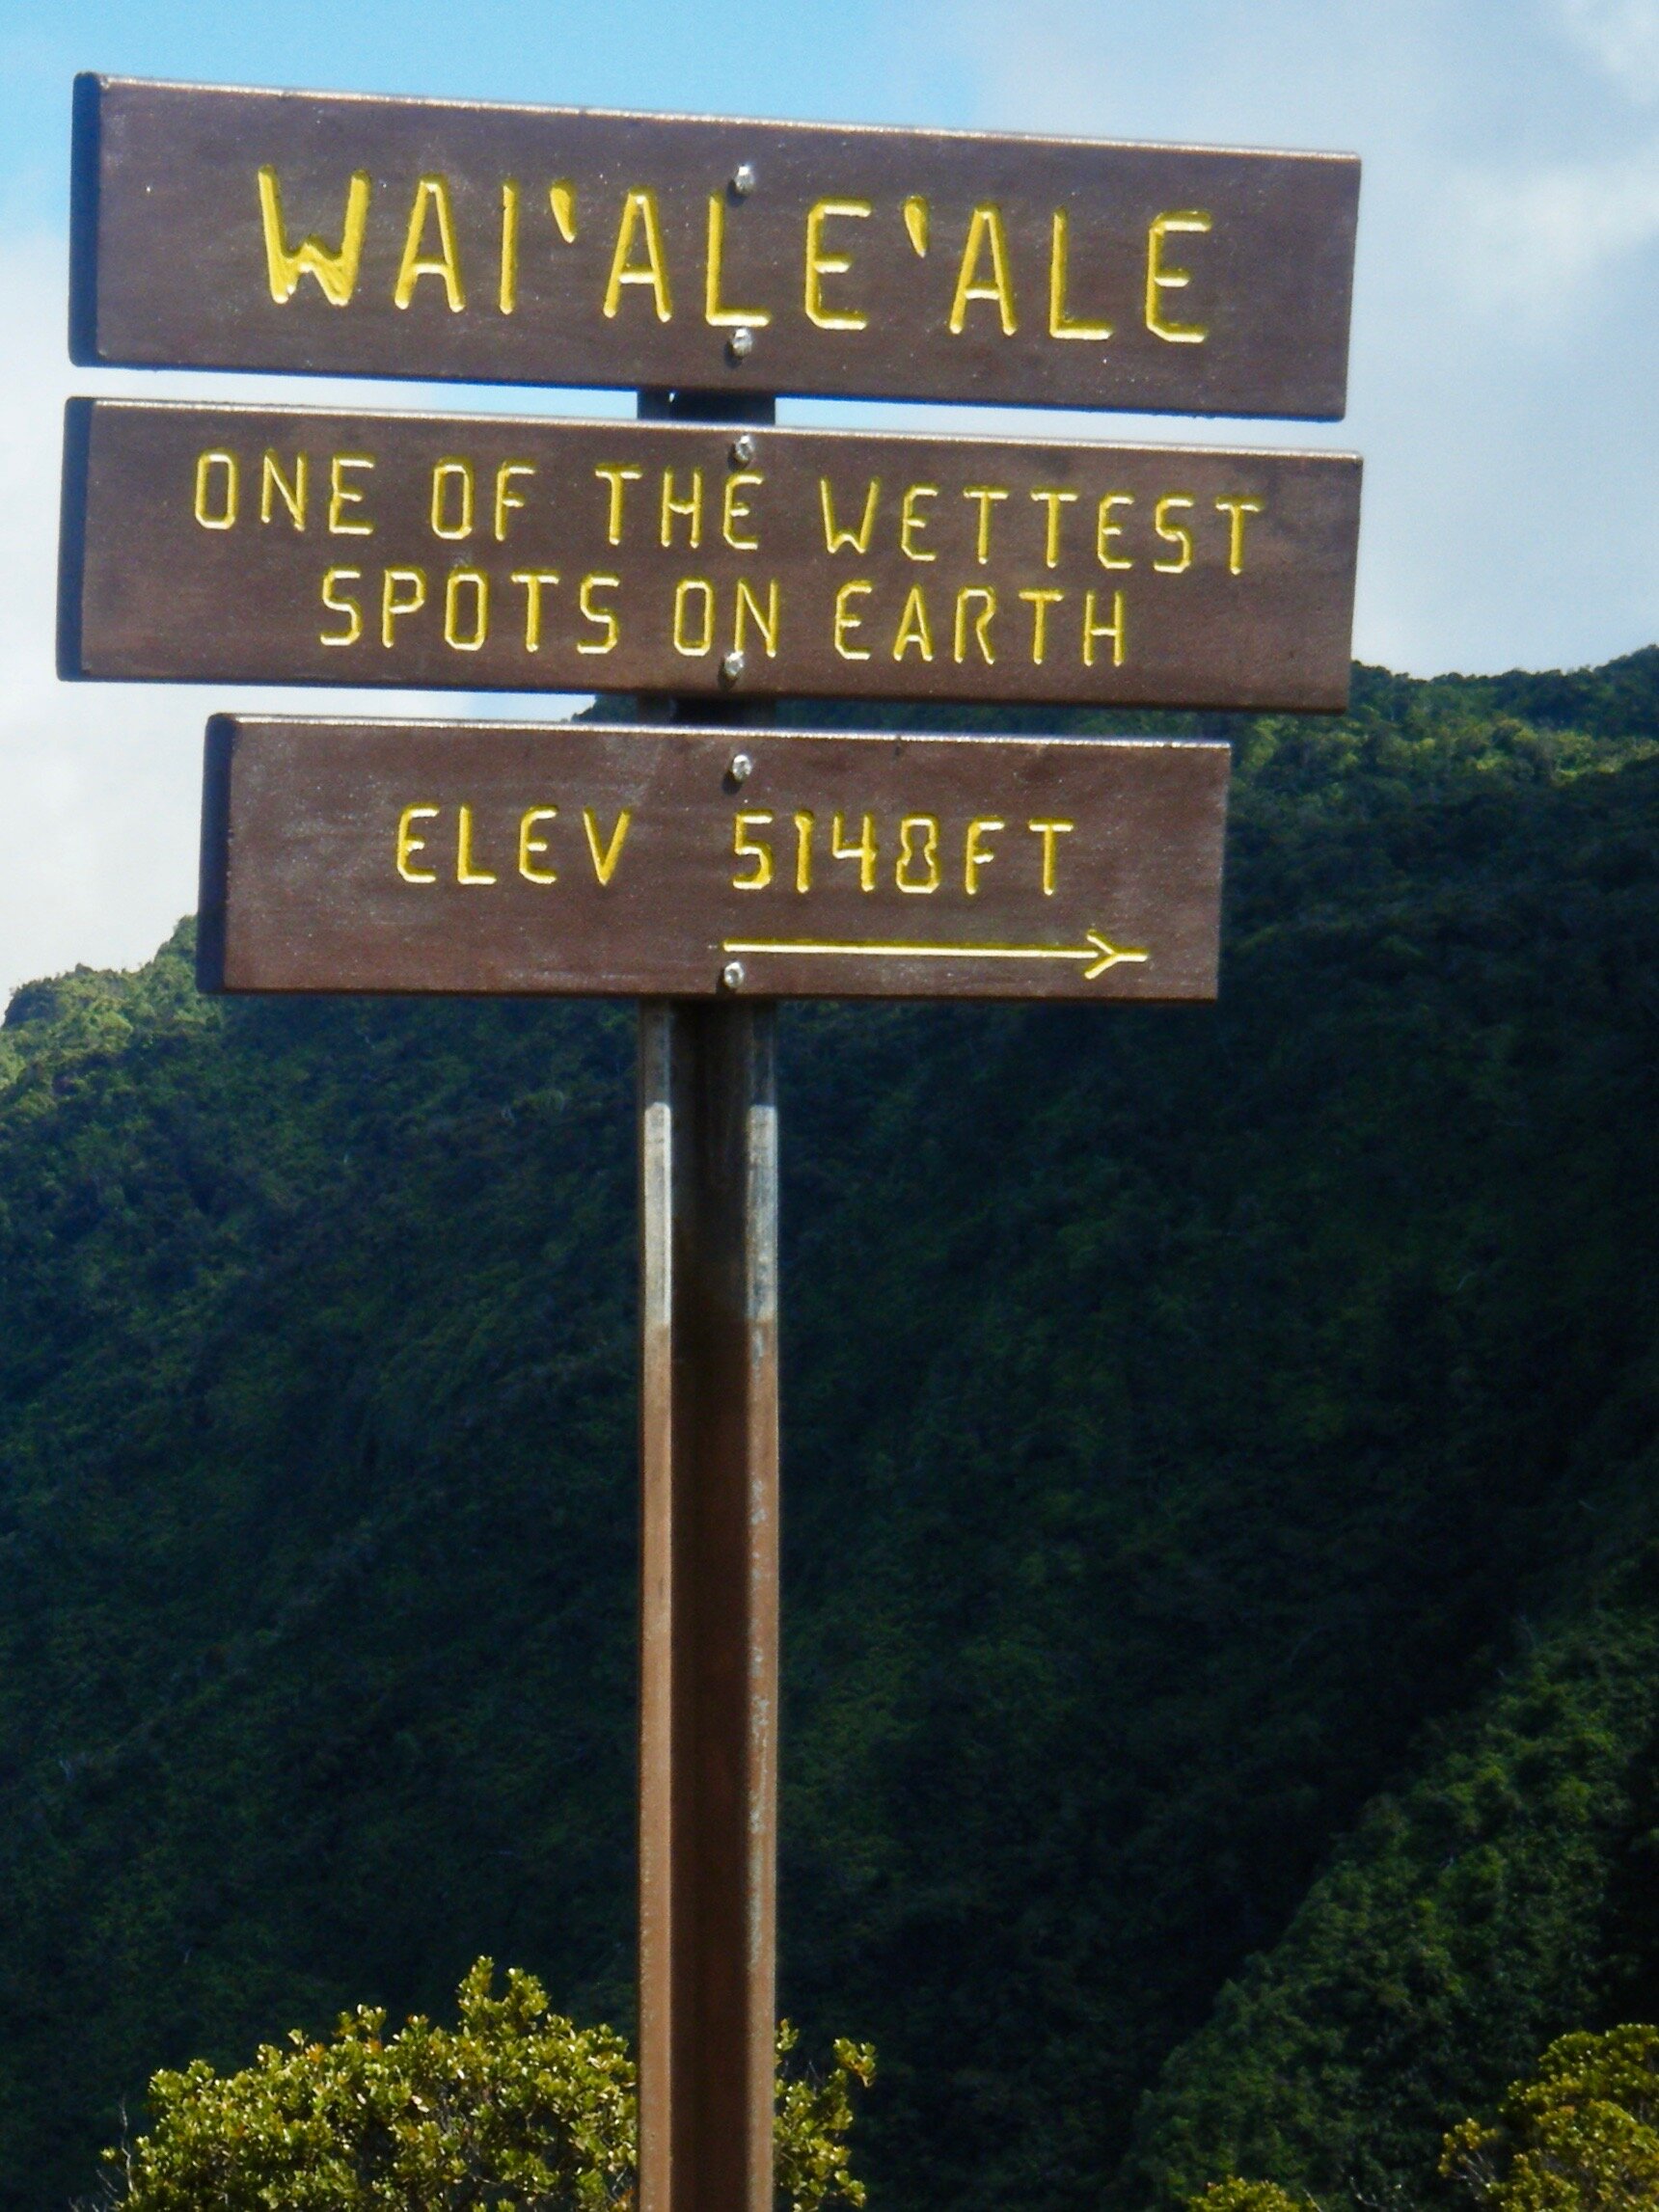 WAI'ALE'ALE
ONE OF THE WETTEST
SPOTS ON EARTH
ELEV 5148FT